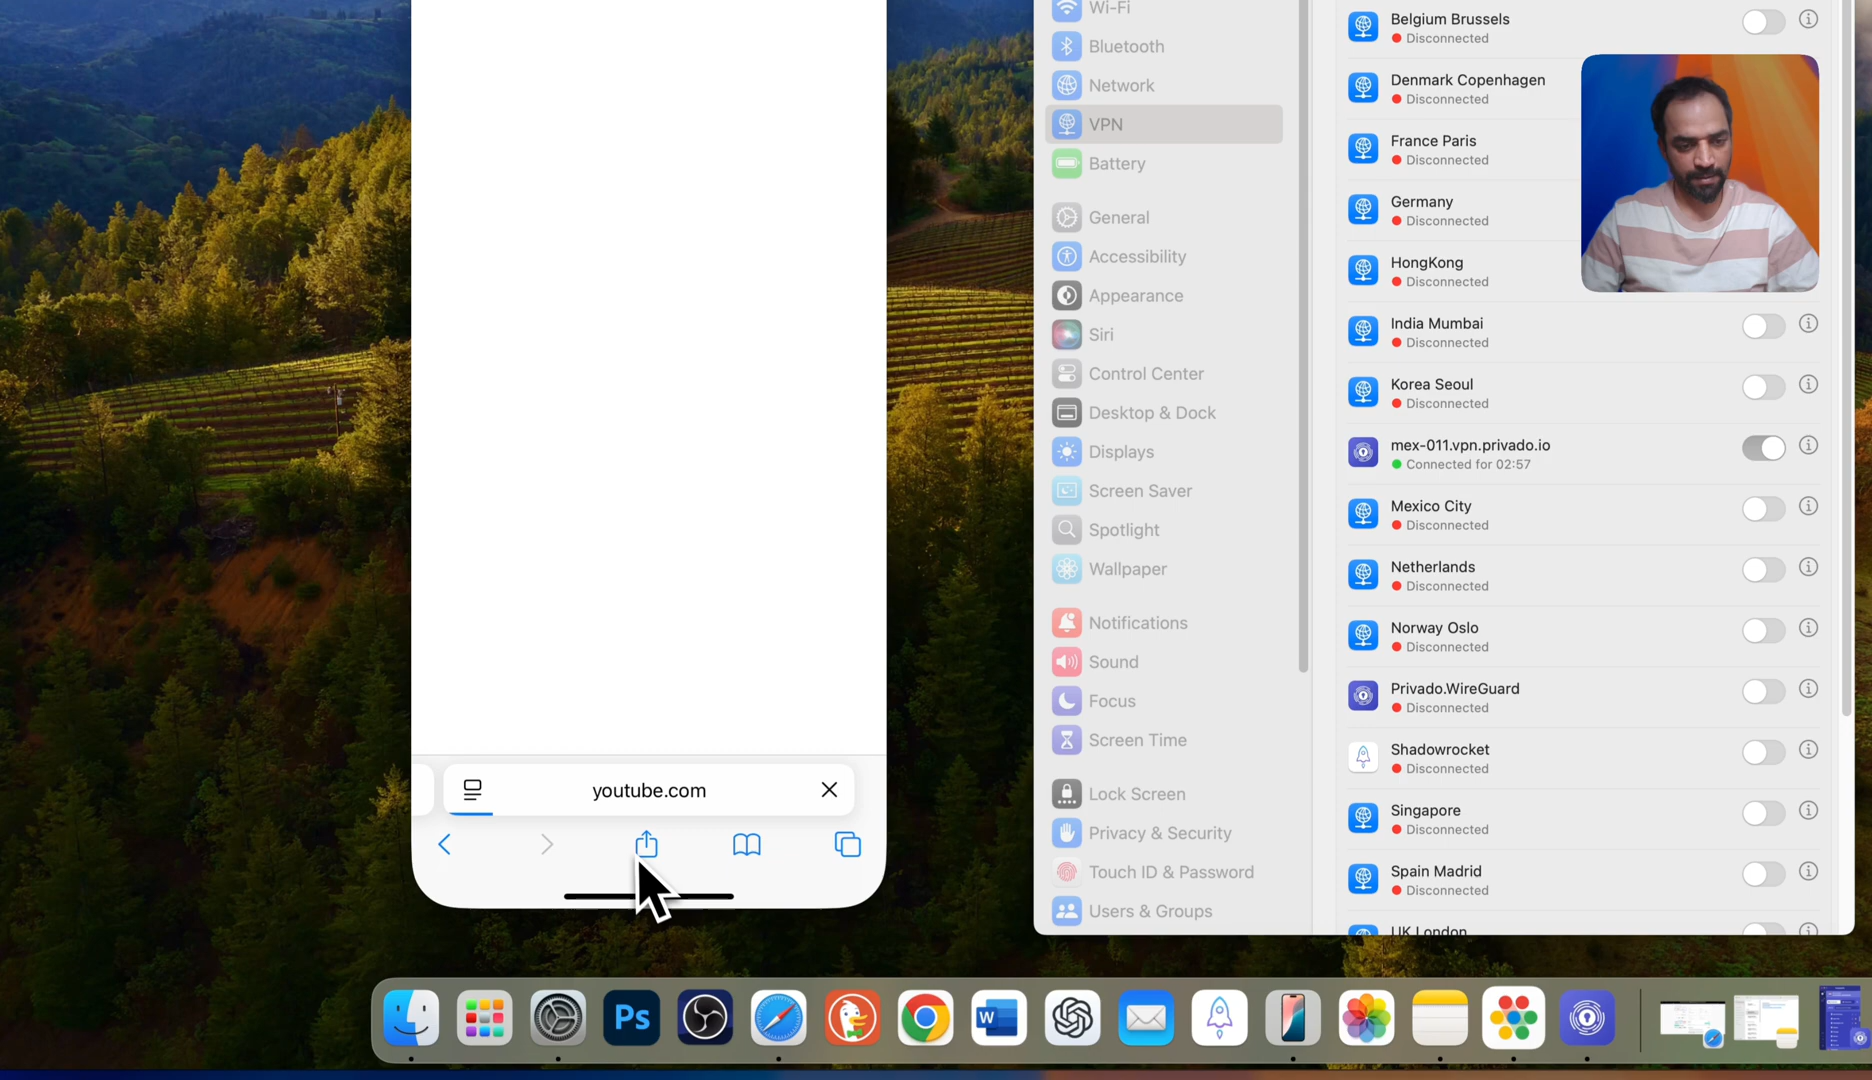 Wi-Fi
Bluetooth
Network
VPN
Battery
General
Accessibility
Appearance
Siri
Control Center
Desktop & Dock
Displays
Screen Saver
Spotlight
Wallpaper
Notifications
Sound
Focus
Screen Time
Lock Screen
Privacy & Security
Touch ID & Password
Users & Groups
Belgium Brussels
Disconnected
Denmark Copenhagen
Disconnected
France Paris
Disconnected
Germany
Disconnected
HongKong
Disconnected
India Mumbai
Disconnected
Korea Seoul
Disconnected
mex-011.vpn.privado.io
Connected for 02:57
Mexico City
Disconnected
Netherlands
Disconnected
Norway Oslo
Disconnected
Privado.WireGuard
Disconnected
Shadowrocket
Disconnected
Singapore
Disconnected
Spain Madrid
Disconnected
UK London
youtube.com
Ps
W